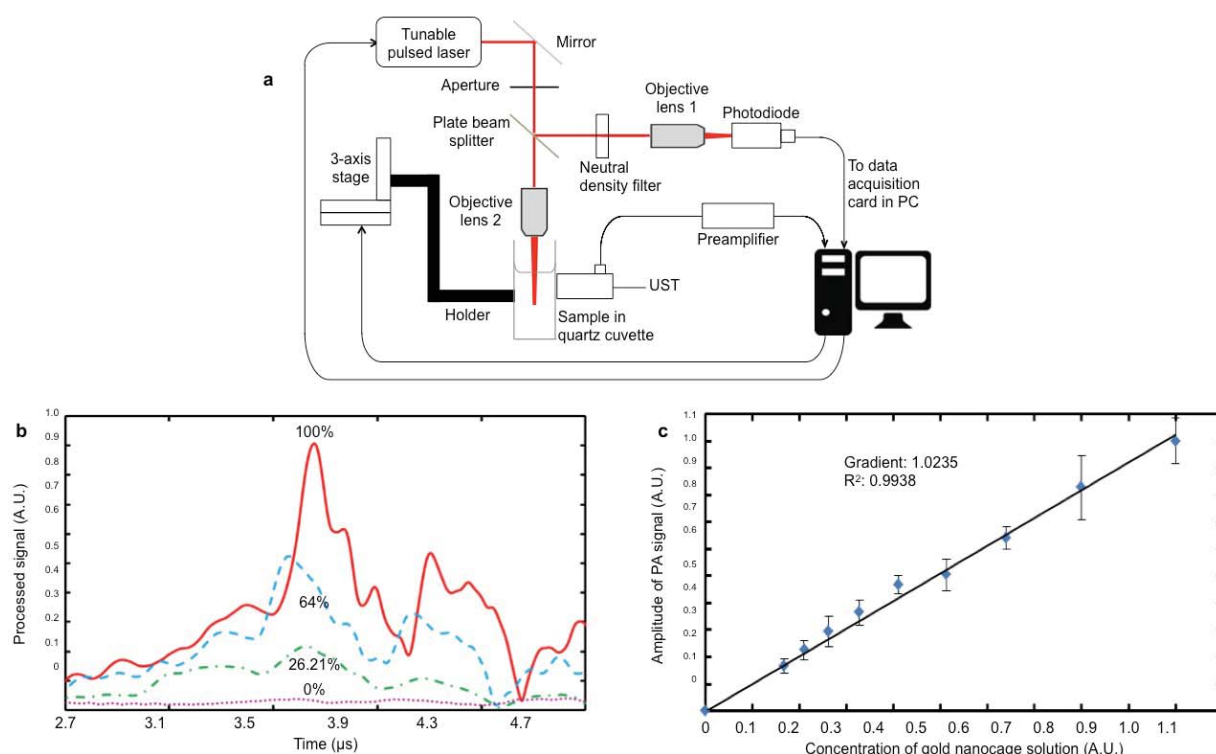 a
Tunable
pulsed laser
Mirror
Aperture
Plate beam
splitter
Objective
lens 1
Photodiode
Neutral
density filter
To data
acquisition
card in PC
3-axis
stage
Objective
lens 2
Preamplifier
UST
Holder
Sample in
quartz cuvette
b
Processed signal (A.U.)
1.0
0.9
0.8
0.7
0.6
0.5
0.4
0.3
0.2
0.1
0
100%
64%
26.21%
0%
2.7 3.1 3.5 3.9 4.3 4.7
Time (µs)
c
Amplitude of PA signal (A.U.)
1.1
1.0
0.9
0.8
0.7
0.6
0.5
0.4
0.3
0.2
0.1
0
Gradient: 1.0235
R²: 0.9938
0 0.1 0.2 0.3 0.4 0.5 0.6 0.7 0.8 0.9 1.0 1.1
Concentration of gold nanocage solution (A.U.)